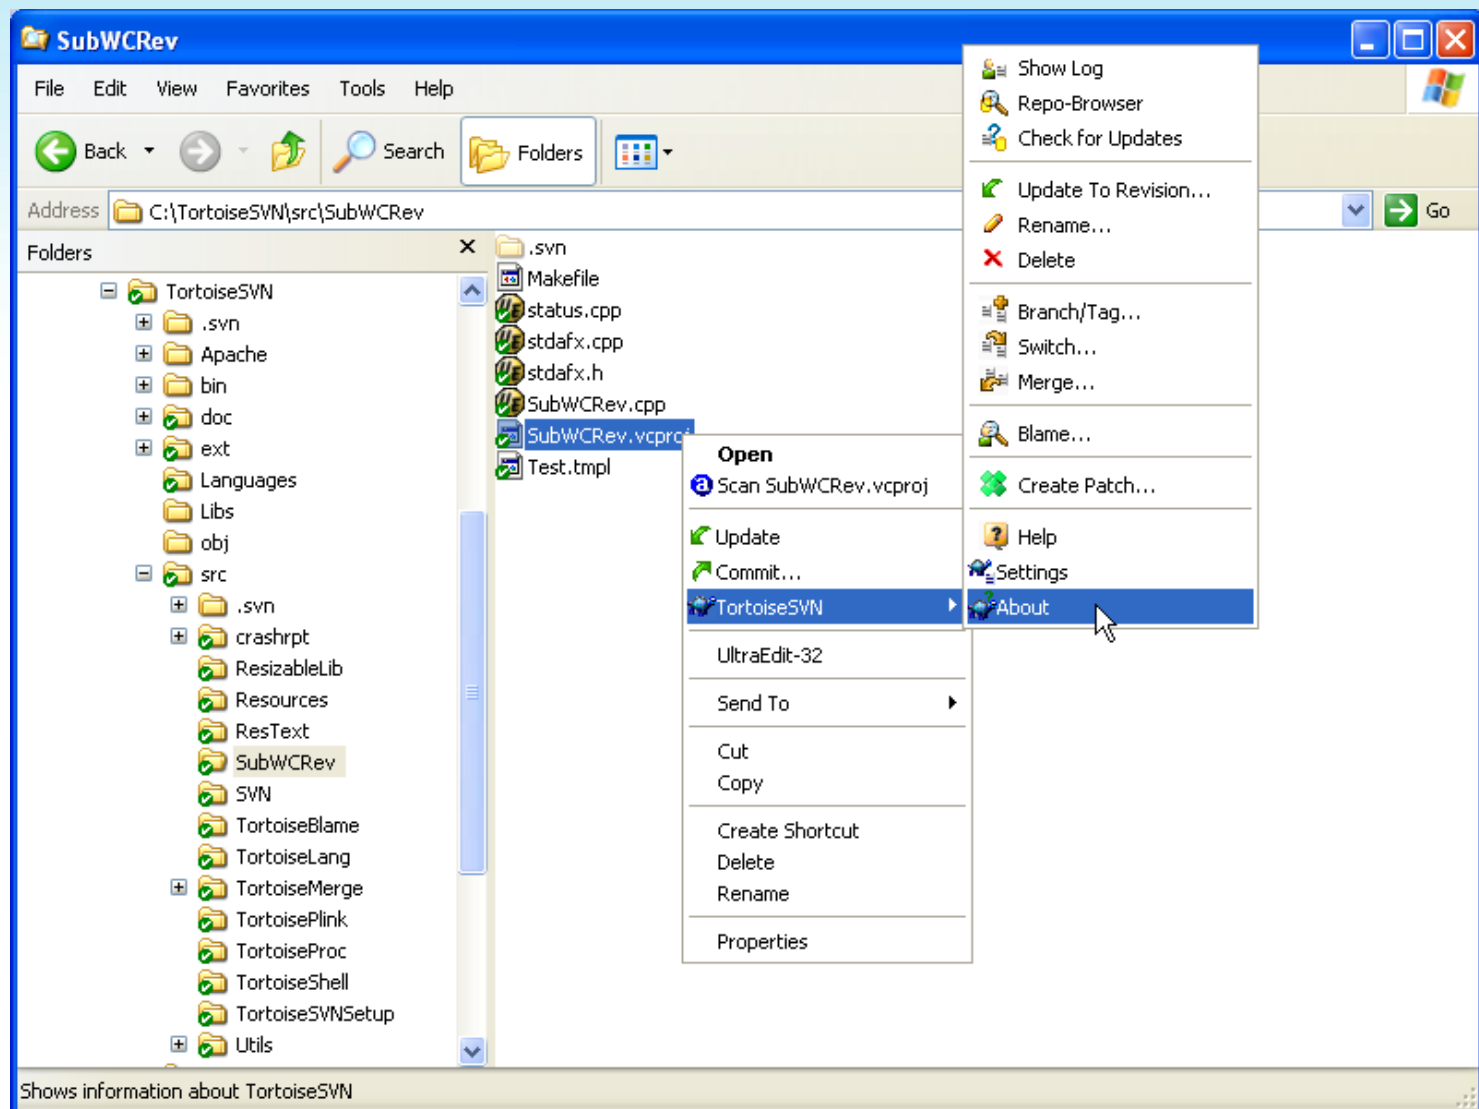 SubWCRev
File Edit View Favorites Tools Help
Back Search Folders
Address C:\TortoiseSVN\src\SubWCRev Go
Folders
TortoiseSVN
.svn
Apache
bin
doc
ext
Languages
Libs
obj
src
.svn
crashrpt
ResizableLib
Resources
ResText
SubWCRev
SVN
TortoiseBlame
TortoiseLang
TortoiseMerge
TortoisePlink
TortoiseProc
TortoiseShell
TortoiseSVNSetup
Utils
.svn
Makefile
status.cpp
stdafx.cpp
stdafx.h
SubWCRev.cpp
SubWCRev.vcproj
Test.tmpl
Open
Scan SubWCRev.vcproj
Update
Commit...
TortoiseSVN
UltraEdit-32
Send To
Cut
Copy
Create Shortcut
Delete
Rename
Properties
Show Log
Repo-Browser
Check for Updates
Update To Revision...
Rename...
Delete
Branch/Tag...
Switch...
Merge...
Blame...
Create Patch...
Help
Settings
About
Shows information about TortoiseSVN